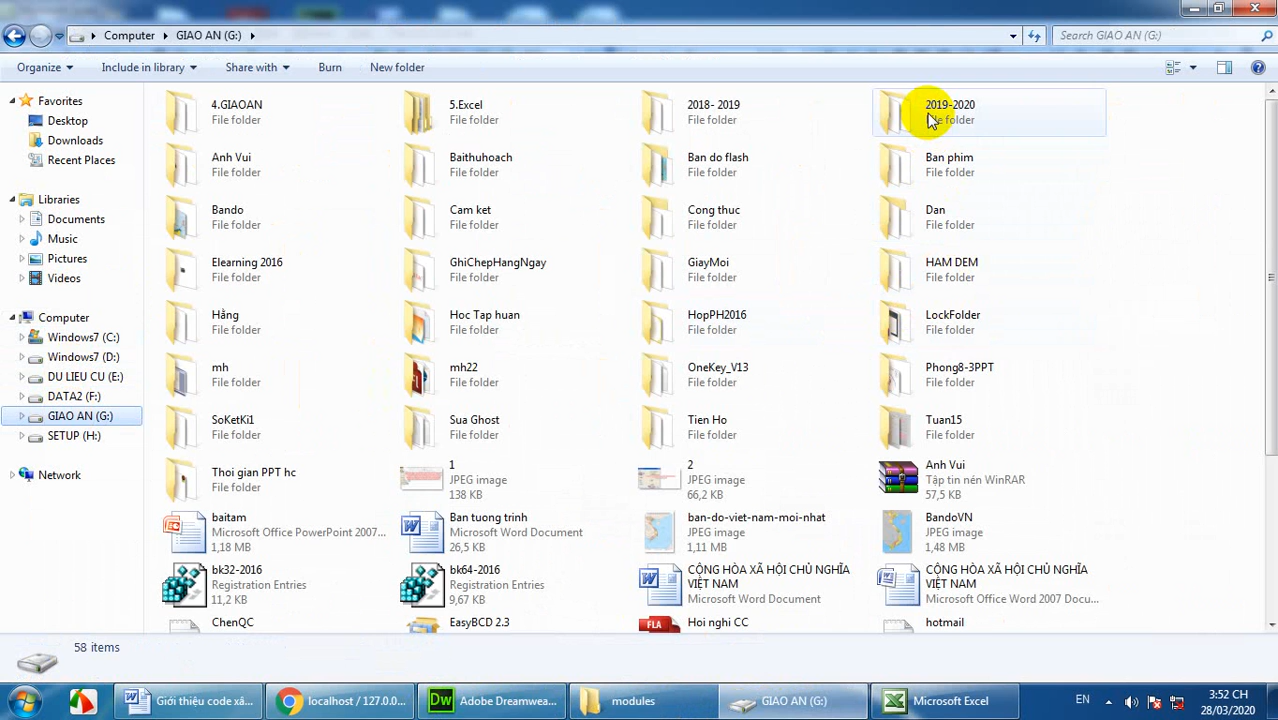 Computer ▸ GIAO AN (G:) ▸
Search GIAO AN (G:)
Organize Include in library Share with Burn New folder
Favorites
Desktop
Downloads
Recent Places
Libraries
Documents
Music
Pictures
Videos
Computer
Windows7 (C:)
Windows7 (D:)
DU LIEU CU (E:)
DATA2 (F:)
GIAO AN (G:)
SETUP (H:)
Network
4.GIAOAN
File folder
5.Excel
File folder
2018- 2019
File folder
2019-2020
File folder
Anh Vui
File folder
Baithuhoach
File folder
Ban do flash
File folder
Ban phim
File folder
Bando
File folder
Cam ket
File folder
Cong thuc
File folder
Dan
File folder
Elearning 2016
File folder
GhiChepHangNgay
File folder
GiayMoi
File folder
HAM DEM
File folder
Hằng
File folder
Hoc Tap huan
File folder
HopPH2016
File folder
LockFolder
File folder
mh
File folder
mh22
File folder
OneKey_V13
File folder
Phong8-3PPT
File folder
SoKetKi1
File folder
Sua Ghost
File folder
Tien Ho
File folder
Tuan15
File folder
Thoi gian PPT hc
File folder
1
JPEG image
138 KB
2
JPEG image
66,2 KB
Anh Vui
Tập tin nén WinRAR
57,5 KB
baitam
Microsoft Office PowerPoint 2007...
1,18 MB
Ban tuong trinh
Microsoft Word Document
26,5 KB
ban-do-viet-nam-moi-nhat
JPEG image
1,11 MB
BandoVN
JPEG image
1,48 MB
bk32-2016
Registration Entries
11,2 KB
bk64-2016
Registration Entries
9,67 KB
CỘNG HÒA XÃ HỘI CHỦ NGHĨA
VIỆT NAM
Microsoft Word Document
CỘNG HÒA XÃ HỘI CHỦ NGHĨA
VIỆT NAM
Microsoft Office Word 2007 Docu...
ChenQC
EasyBCD 2.3
FLA
Hoi nghi CC
hotmail
58 items
Giới thiệu code xâ...
localhost / 127.0.0...
Dw
Adobe Dreamwea...
modules
GIAO AN (G:)
Microsoft Excel
EN
3:52 CH
28/03/2020